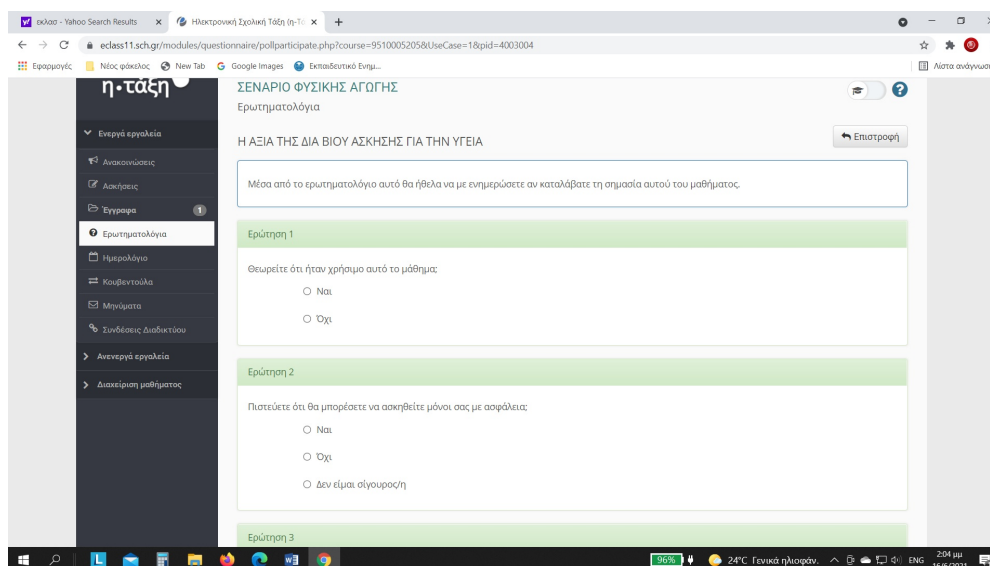 εκλασ - Yahoo Search Results
Ηλεκτρονική Σχολική Τάξη (η-Τά
eclass11.sch.gr/modules/questionnaire/pollparticipate.php?course=9510005205&UseCase=1&pid=4003004
Εφαρμογές Νέος φάκελος New Tab Google Images Εκπαιδευτικό Ενημ... Λίστα ανάγνωσ
η·τάξη
Ενεργά εργαλεία
Ανακοινώσεις
Ασκήσεις
Έγγραφα 1
Ερωτηματολόγια
Ημερολόγιο
Κουβεντούλα
Μηνύματα
Συνδέσεις Διαδικτύου
Ανενεργά εργαλεία
Διαχείριση μαθήματος
ΣΕΝΑΡΙΟ ΦΥΣΙΚΗΣ ΑΓΩΓΗΣ
Ερωτηματολόγια
Η ΑΞΙΑ ΤΗΣ ΔΙΑ ΒΙΟΥ ΑΣΚΗΣΗΣ ΓΙΑ ΤΗΝ ΥΓΕΙΑ
Επιστροφή
Μέσα από το ερωτηματολόγιο αυτό θα ήθελα να με ενημερώσετε αν καταλάβατε τη σημασία αυτού του μαθήματος.
Ερώτηση 1
Θεωρείτε ότι ήταν χρήσιμο αυτό το μάθημα;
Ναι
Όχι
Ερώτηση 2
Πιστεύετε ότι θα μπορέσετε να ασκηθείτε μόνοι σας με ασφάλεια;
Ναι
Όχι
Δεν είμαι σίγουρος/η
Ερώτηση 3
96% 24°C Γενικά ηλιοφάν. ENG 2:04 μμ
16/6/2021